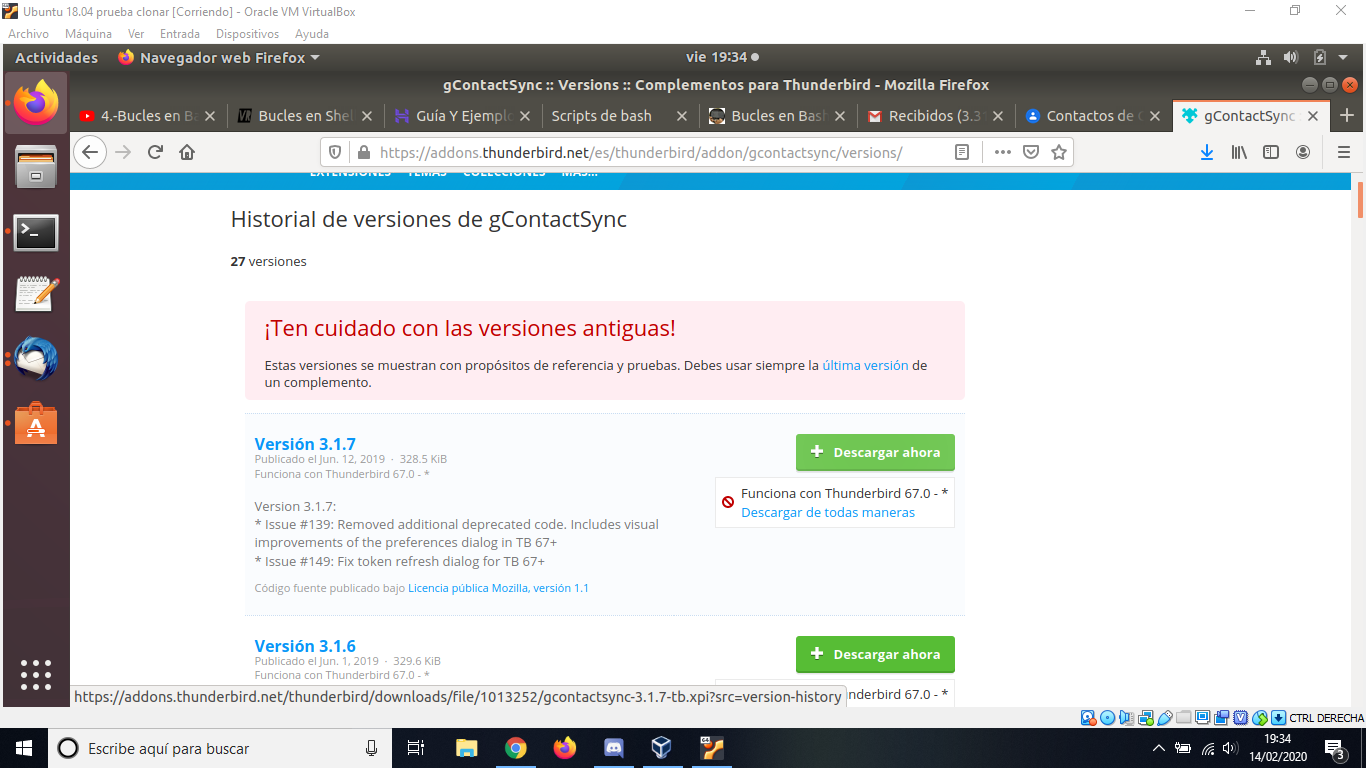 Ubuntu 18.04 prueba clonar [Corriendo] - Oracle VM VirtualBox
Archivo Máquina Ver Entrada Dispositivos Ayuda
Actividades Navegador web Firefox vie 19:34
gContactSync :: Versions :: Complementos para Thunderbird - Mozilla Firefox
4.-Bucles en Ba Bucles en Shel Guía Y Ejemplo Scripts de bash Bucles en Bash Recibidos (3.3 Contactos de G gContactSync
https://addons.thunderbird.net/es/thunderbird/addon/gcontactsync/versions/
EXTENSIONES TEMAS COLECCIONES MÁS...
Historial de versiones de gContactSync
27 versiones
¡Ten cuidado con las versiones antiguas!
Estas versiones se muestran con propósitos de referencia y pruebas. Debes usar siempre la última versión de
un complemento.
Versión 3.1.7
Descargar ahora
Publicado el Jun. 12, 2019 · 328.5 KiB
Funciona con Thunderbird 67.0 - *
Funciona con Thunderbird 67.0 - *
Descargar de todas maneras
Version 3.1.7:
* Issue #139: Removed additional deprecated code. Includes visual
improvements of the preferences dialog in TB 67+
* Issue #149: Fix token refresh dialog for TB 67+
Código fuente publicado bajo Licencia pública Mozilla, versión 1.1
Versión 3.1.6
Descargar ahora
Publicado el Jun. 1, 2019 · 329.6 KiB
Funciona con Thunderbird 67.0 - *
nderbird 67.0 - *
https://addons.thunderbird.net/thunderbird/downloads/file/1013252/gcontactsync-3.1.7-tb.xpi?src=version-history
CTRL DERECHA
Escribe aquí para buscar
19:34
14/02/2020
3